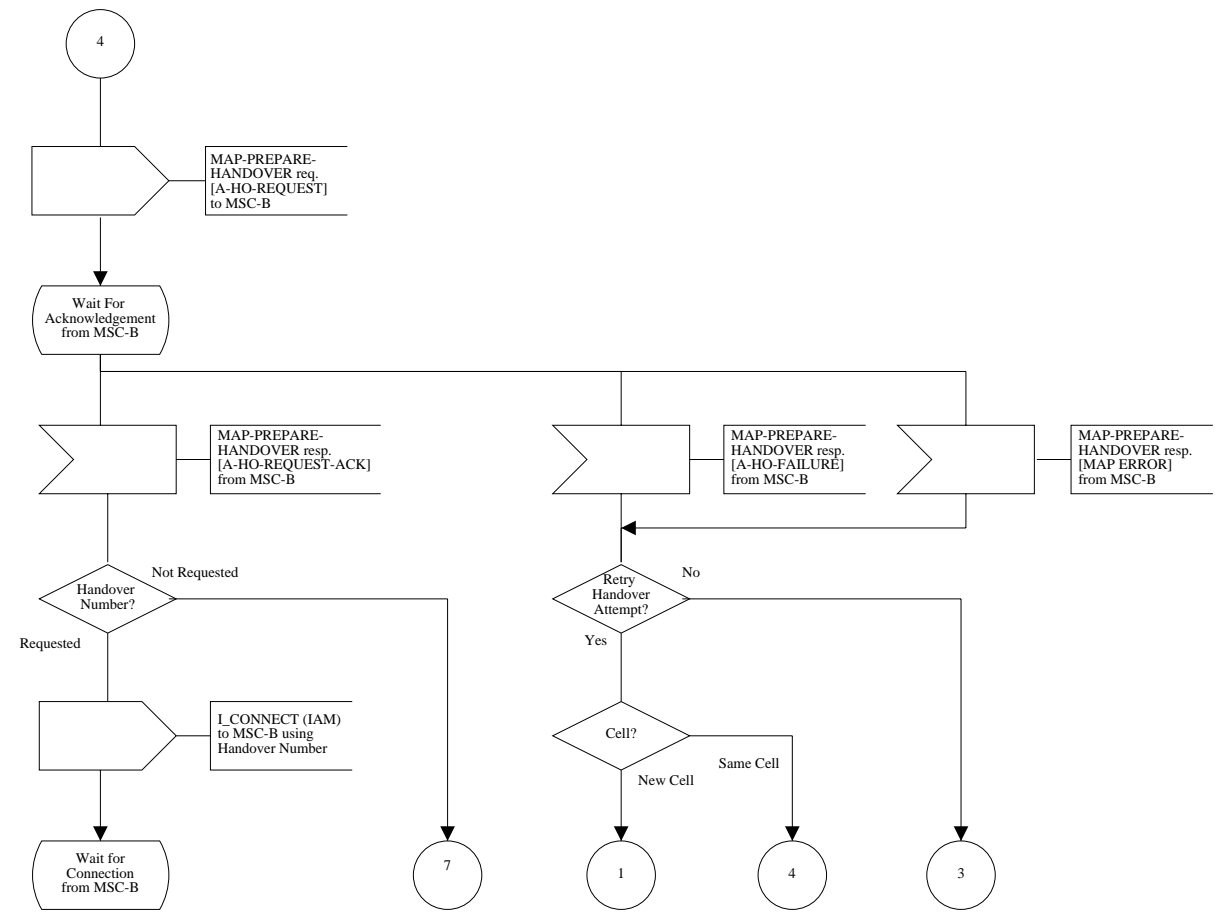 4
MAP-PREPARE-
HANDOVER req.
[A-HO-REQUEST]
to MSC-B
Wait For
Acknowledgement
from MSC-B
MAP-PREPARE-
HANDOVER resp.
[A-HO-REQUEST-ACK]
from MSC-B
MAP-PREPARE-
HANDOVER resp.
[A-HO-FAILURE]
from MSC-B
MAP-PREPARE-
HANDOVER resp.
[MAP ERROR]
from MSC-B
Handover
Number?
Not Requested
Requested
Retry
Handover
Attempt?
No
Yes
I_CONNECT (IAM)
to MSC-B using
Handover Number
Cell?
Same Cell
New Cell
Wait for
Connection
from MSC-B
7
1
4
3